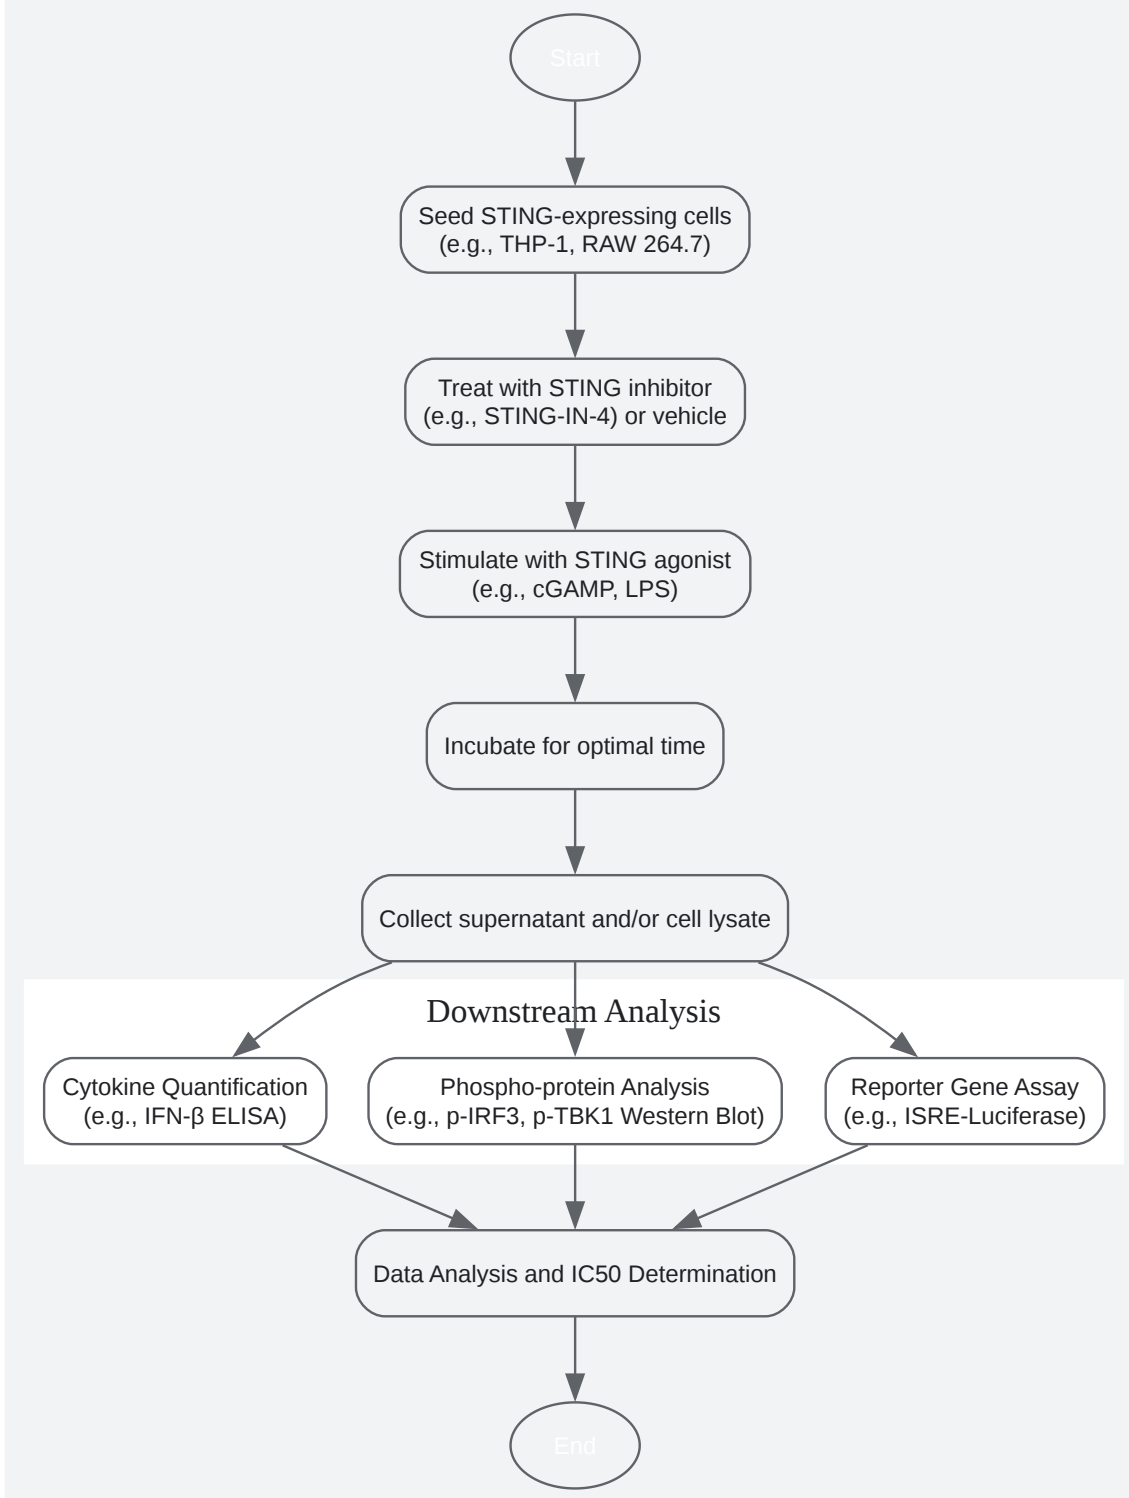 Start
Seed STING-expressing cells
(e.g., THP-1, RAW 264.7)
Treat with STING inhibitor
(e.g., STING-IN-4) or vehicle
Stimulate with STING agonist
(e.g., cGAMP, LPS)
Incubate for optimal time
Collect supernatant and/or cell lysate
Downstream Analysis
Cytokine Quantification
(e.g., IFN-β ELISA)
Phospho-protein Analysis
(e.g., p-IRF3, p-TBK1 Western Blot)
Reporter Gene Assay
(e.g., ISRE-Luciferase)
Data Analysis and IC50 Determination
End